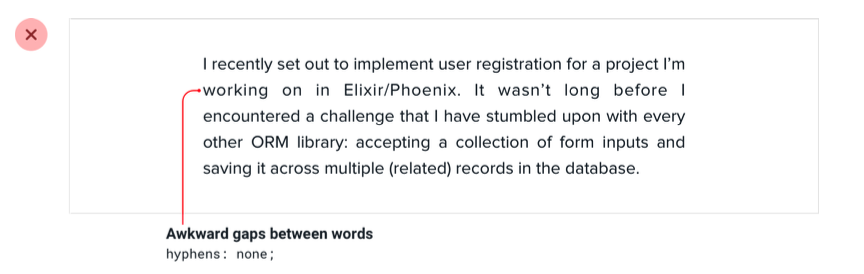 I recently set out to implement user registration for a project I'm
working on in Elixir/Phoenix. It wasn't long before I
encountered a challenge that I have stumbled upon with every
other ORM library: accepting a collection of form inputs and
saving it across multiple (related) records in the database.
Awkward gaps between words
hyphens: none;